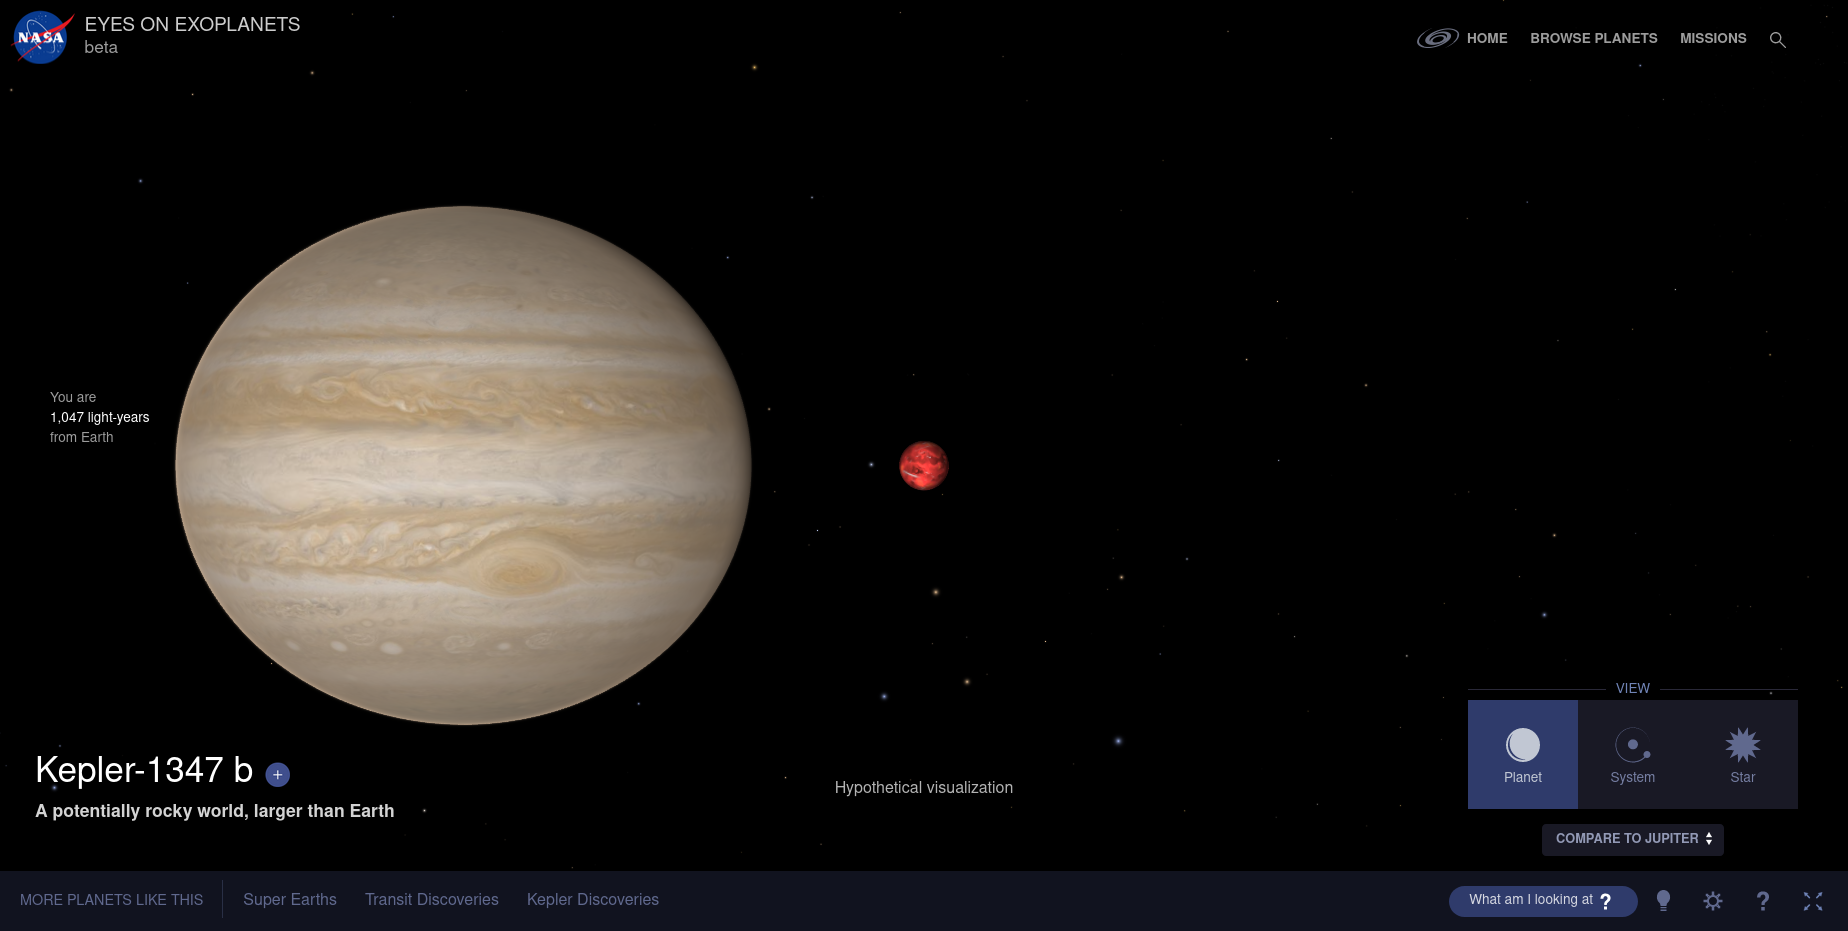 NASA
EYES ON EXOPLANETS
beta
HOME
BROWSE PLANETS
MISSIONS
You are
1,047 light-years
from Earth
Kepler-1347 b +
A potentially rocky world, larger than Earth
Hypothetical visualization
VIEW
Planet
System
Star
COMPARE TO JUPITER
MORE PLANETS LIKE THIS
Super Earths
Transit Discoveries
Kepler Discoveries
What am I looking at ?
?